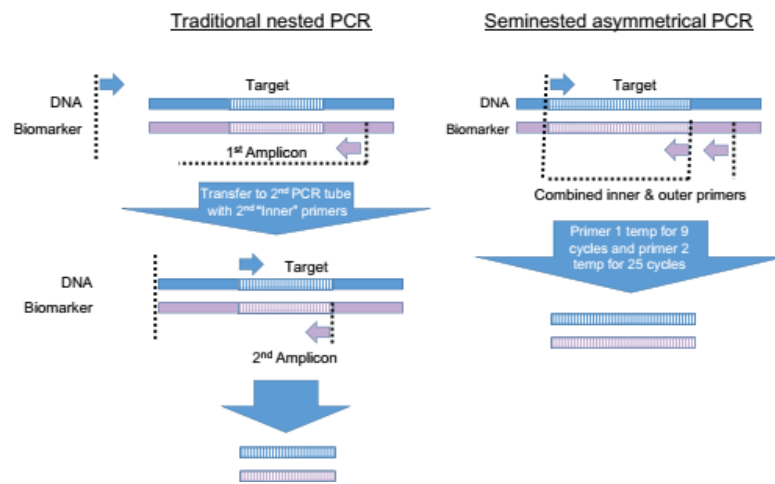 Traditional nested PCR
Target
DNA
Biomarker
1st Amplicon
Transfer to 2nd PCR tube
with 2nd "Inner" primers
Target
DNA
Biomarker
2nd Amplicon
Seminested asymmetrical PCR
Target
DNA
Biomarker
Combined inner & outer primers
Primer 1 temp for 9
cycles and primer 2
temp for 25 cycles